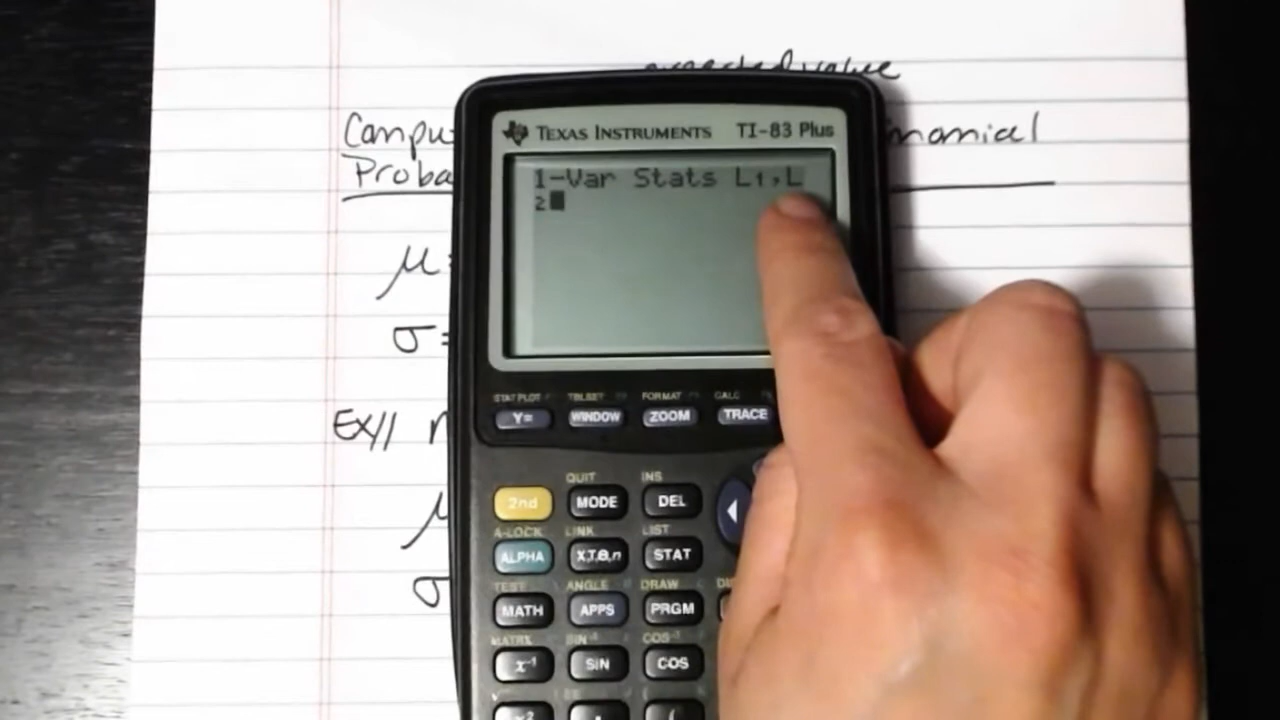 expected value
Compu nomial
Proba
μ=
σ=
Ex// n
μ
σ
TEXAS INSTRUMENTS TI-83 Plus
1-Var Stats L₁,L
2
STAT PLOT TBLSET FORMAT CALC
Y= WINDOW ZOOM TRACE
QUIT INS
2nd MODE DEL
A-LOCK LINK LIST
ALPHA X,T,θ,n STAT
TEST ANGLE DRAW DI
MATH APPS PRGM
MATRX SIN⁻¹ COS⁻¹
x⁻¹ SIN COS
x² , (